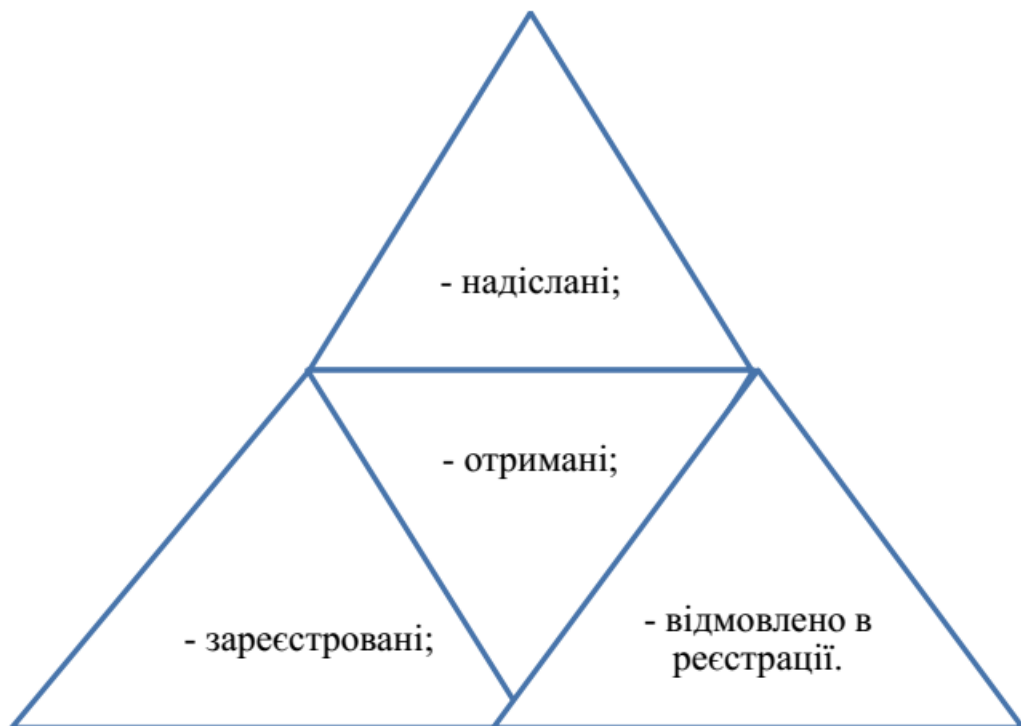 - надіслані;
- отримані;
- зареєстровані;
- відмовлено в
реєстрації.